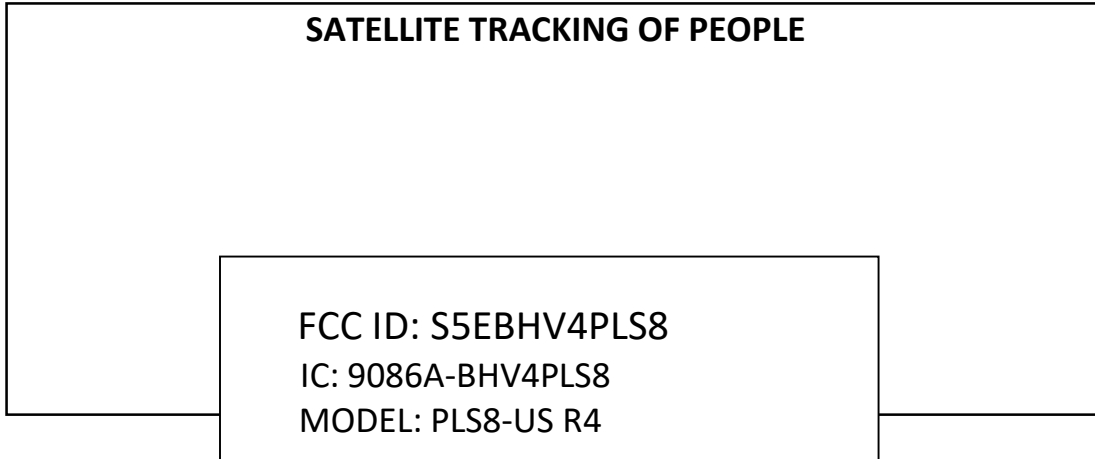 SATELLITE TRACKING OF PEOPLE
FCC ID: S5EBHV4PLS8
IC: 9086A-BHV4PLS8
MODEL: PLS8-US R4